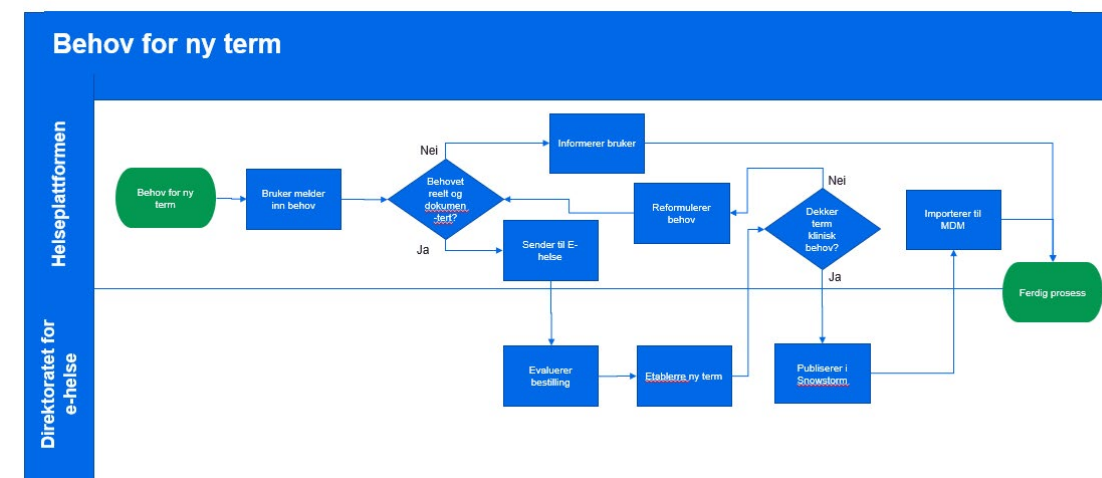 Behov for ny term
Helseplattformen
Direktoratet for
e-helse
Behov for ny
term
Bruker melder
inn behov
Nei
Behovet
reelt og
dokumen
-tert?
Ja
Informerer bruker
Sender til E-
helse
Reformulerer
behov
Nei
Dekker
term
klinisk
behov?
Ja
Importerer til
MDM
Ferdig prosess
Evaluerer
bestilling
Etablerre ny term
Publiserer i
Snowstorm